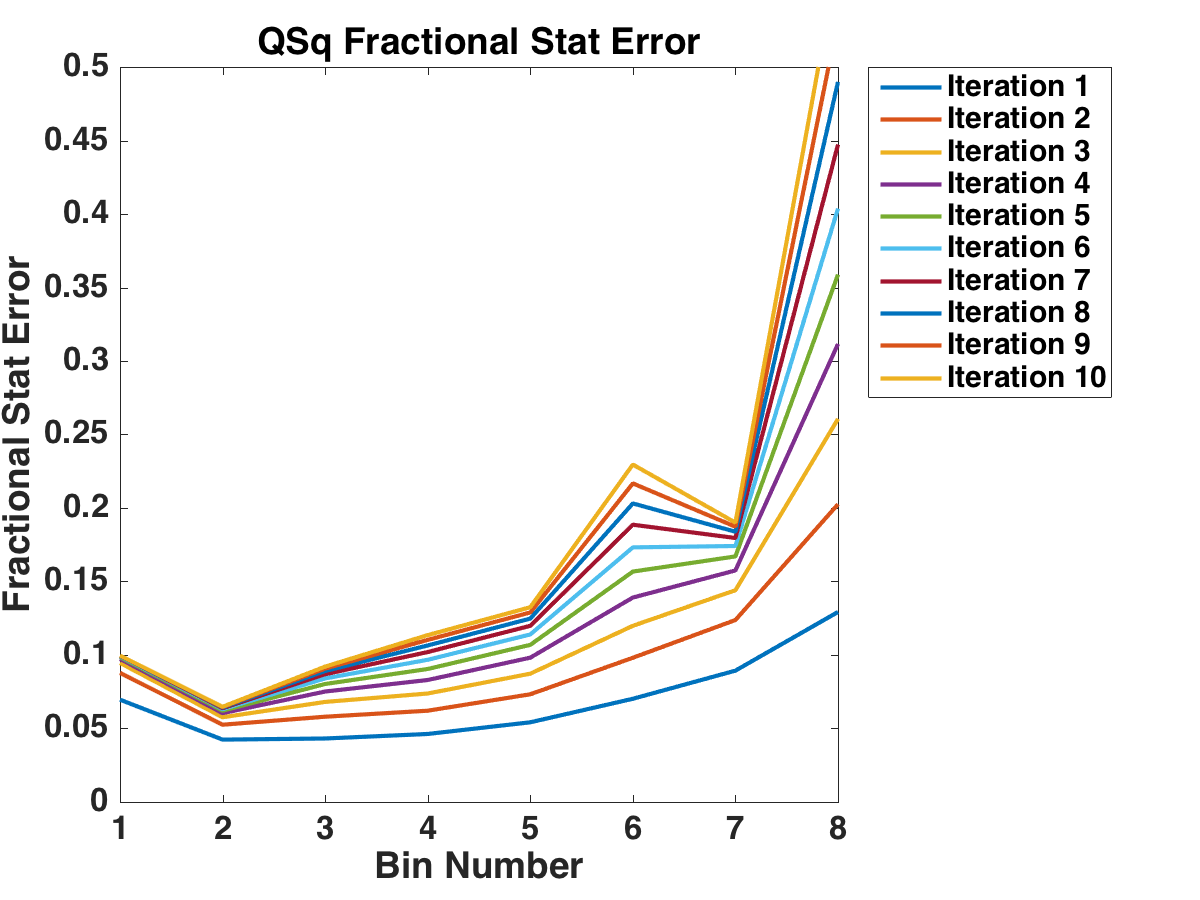 QSq Fractional Stat Error
Fractional Stat Error
0.5
0.45
0.4
0.35
0.3
0.25
0.2
0.15
0.1
0.05
0
1 2 3 4 5 6 7 8
Bin Number
Iteration 1
Iteration 2
Iteration 3
Iteration 4
Iteration 5
Iteration 6
Iteration 7
Iteration 8
Iteration 9
Iteration 10